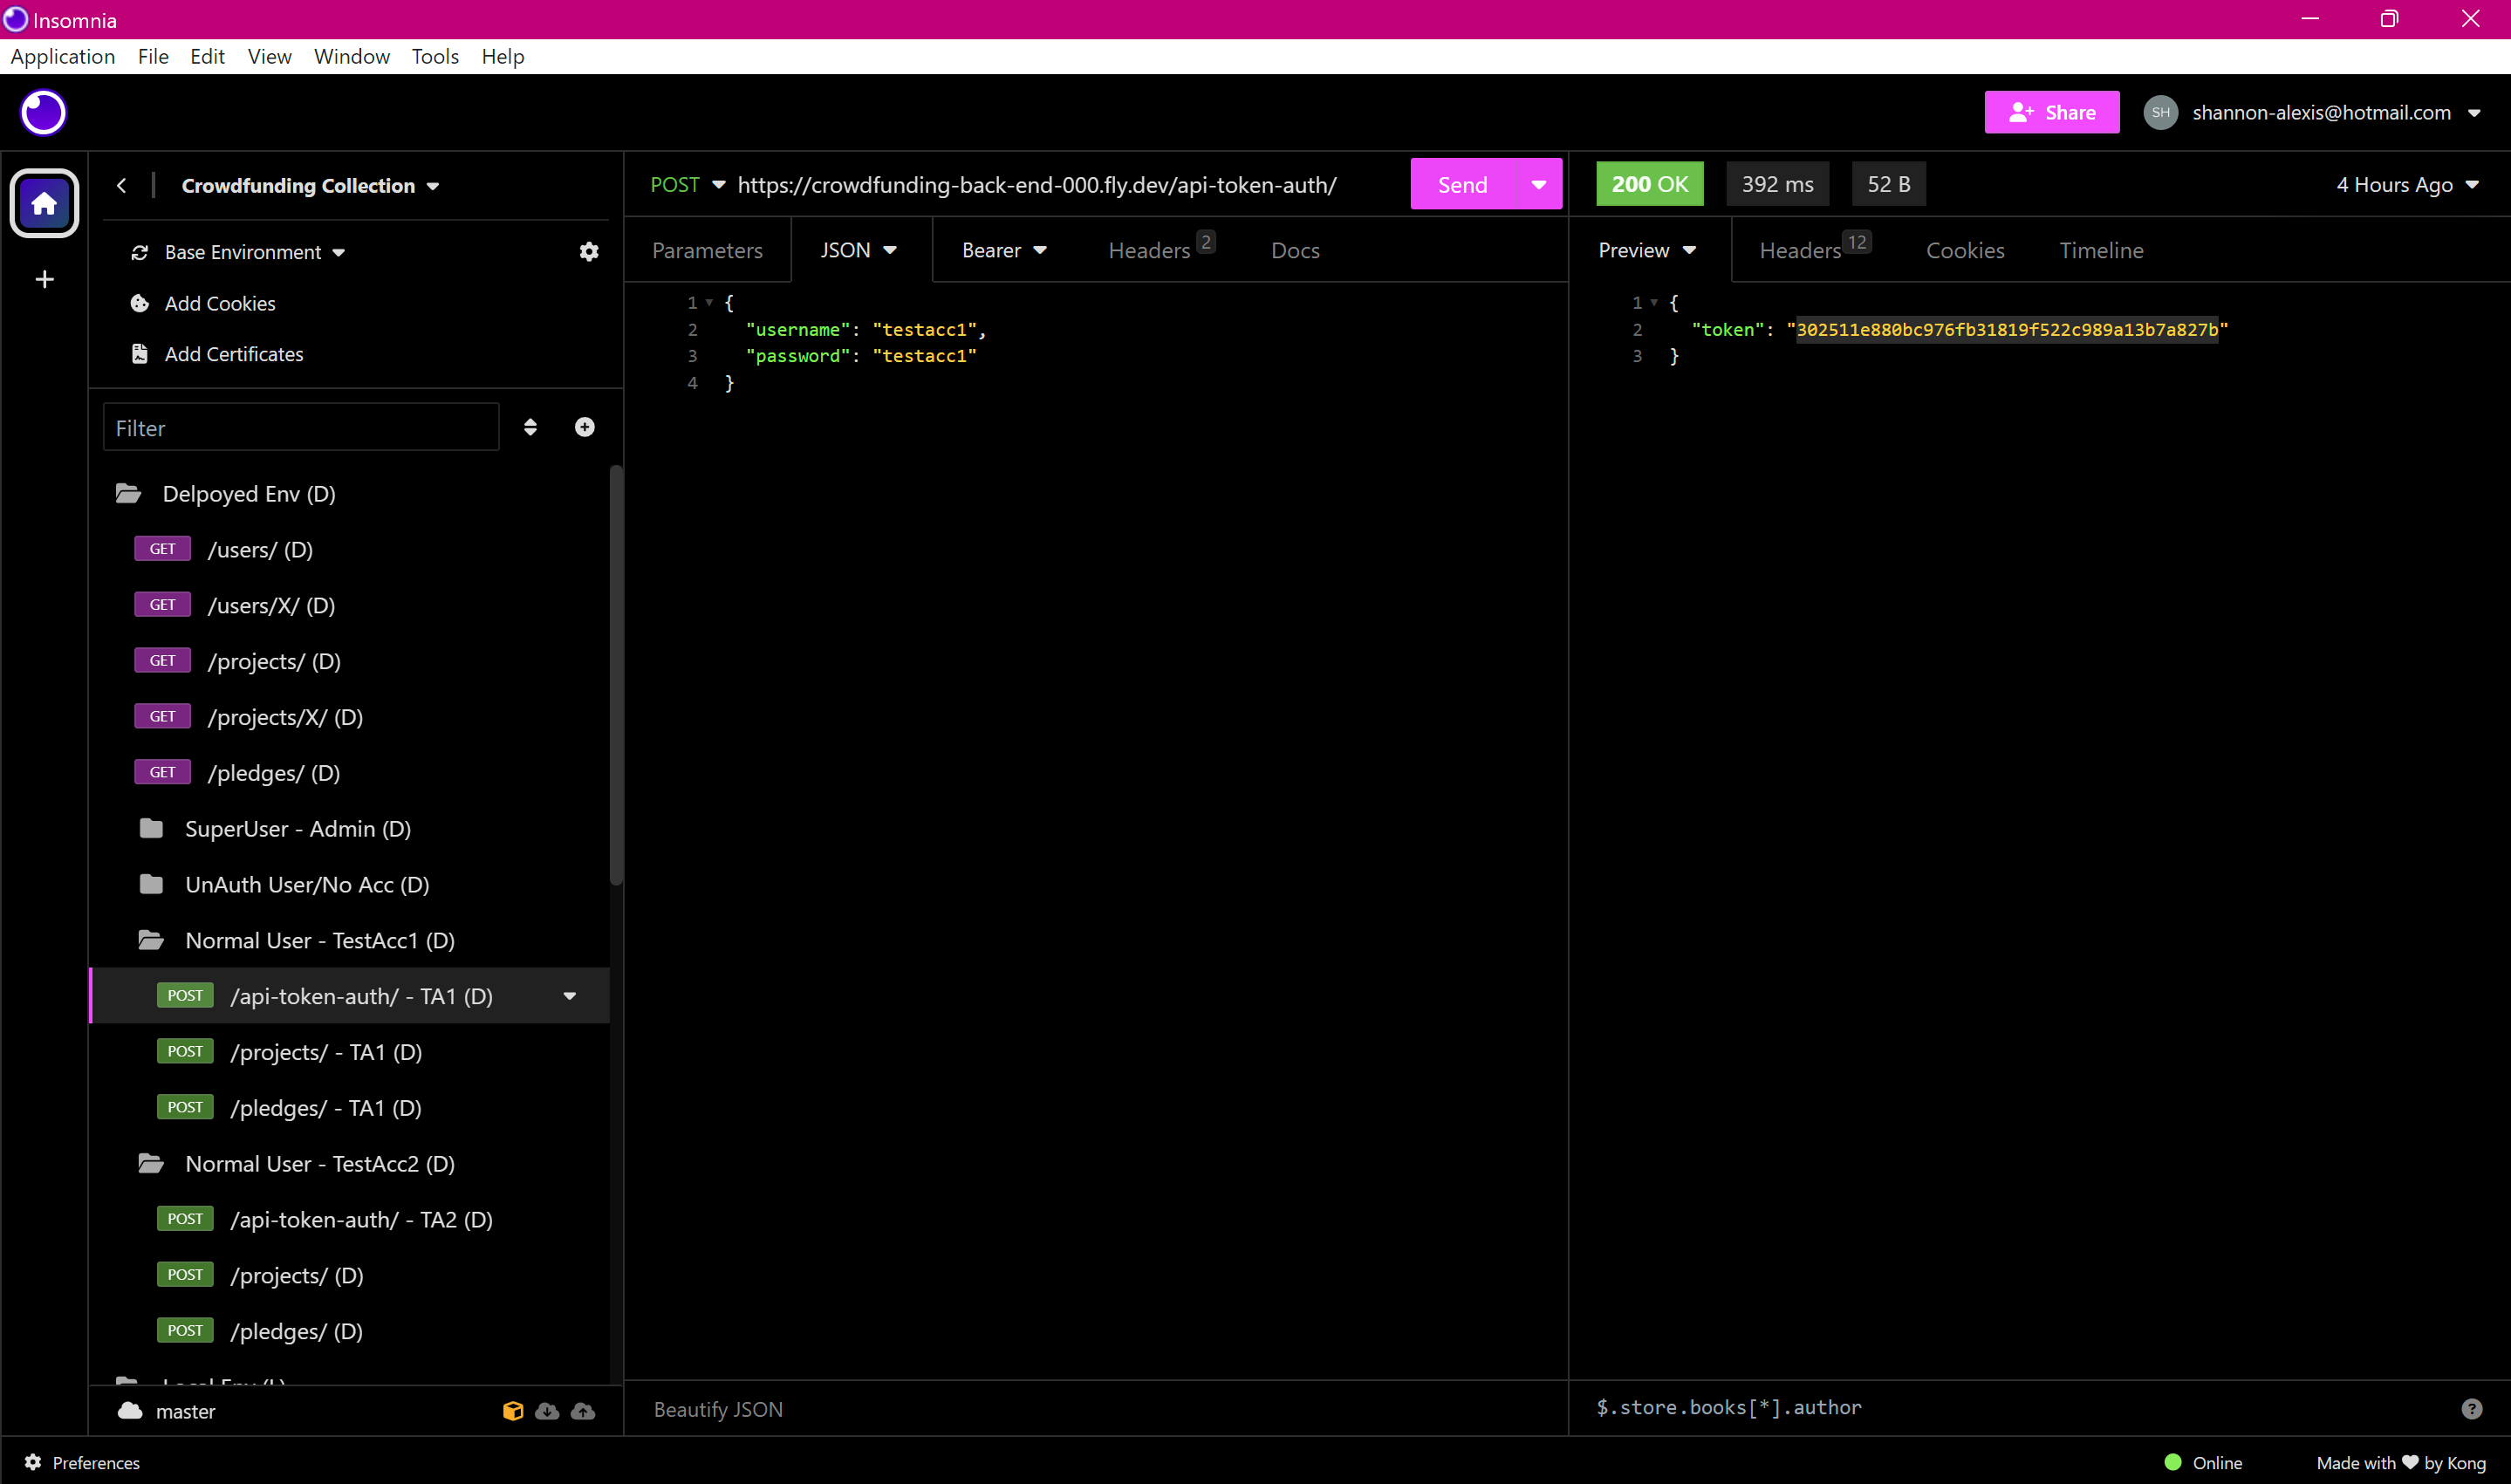 Insomnia
Application File Edit View Window Tools Help
Share
SH
shannon-alexis@hotmail.com
Crowdfunding Collection
Base Environment
Add Cookies
Add Certificates
Filter
Delpoyed Env (D)
GET /users/ (D)
GET /users/X/ (D)
GET /projects/ (D)
GET /projects/X/ (D)
GET /pledges/ (D)
SuperUser - Admin (D)
UnAuth User/No Acc (D)
Normal User - TestAcc1 (D)
POST /api-token-auth/ - TA1 (D)
POST /projects/ - TA1 (D)
POST /pledges/ - TA1 (D)
Normal User - TestAcc2 (D)
POST /api-token-auth/ - TA2 (D)
POST /projects/ (D)
POST /pledges/ (D)
master
POST https://crowdfunding-back-end-000.fly.dev/api-token-auth/ Send
Parameters JSON Bearer Headers 2 Docs
1 {
2 "username": "testacc1",
3 "password": "testacc1"
4 }
Beautify JSON
200 OK 392 ms 52 B 4 Hours Ago
Preview Headers 12 Cookies Timeline
1 {
2 "token": "302511e880bc976fb31819f522c989a13b7a827b"
3 }
$.store.books[*].author
Preferences
Online
Made with ♥ by Kong